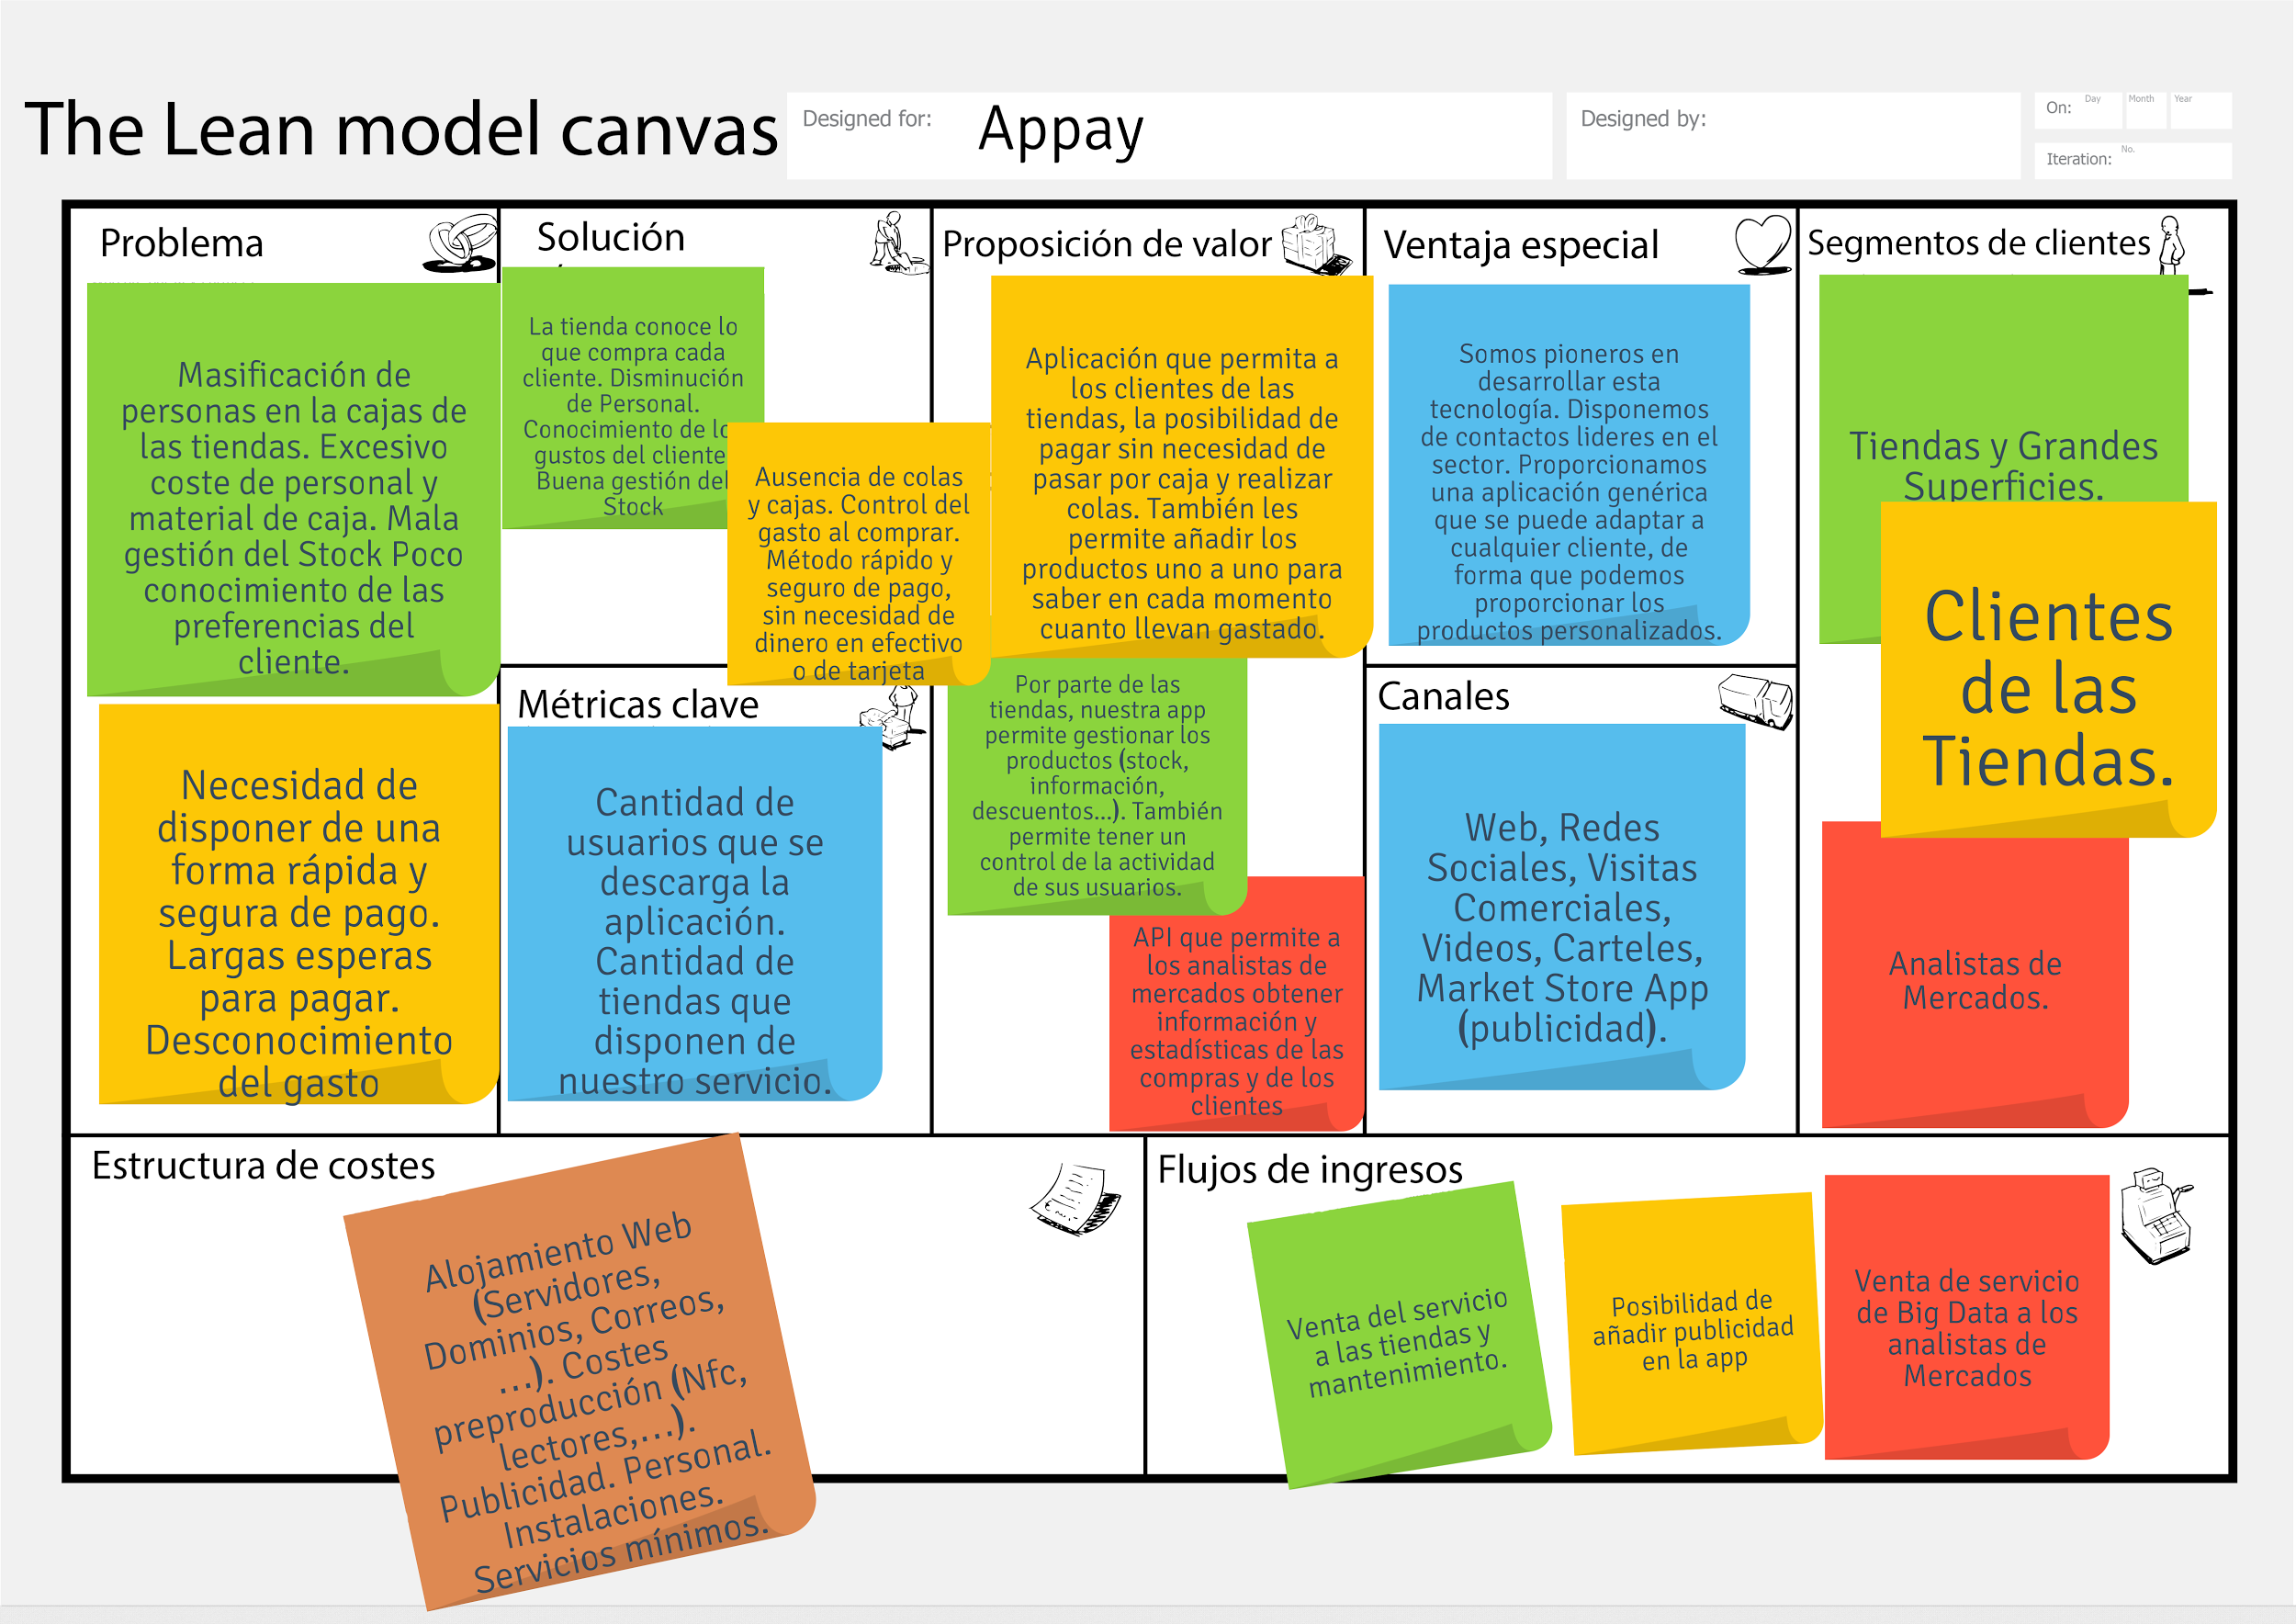 The Lean model canvas
Designed for:
Appay
Designed by:
On:
Day
Month
Year
Iteration:
No.
Problema
Masificación de
personas en la cajas de
las tiendas. Excesivo
coste de personal y
material de caja. Mala
gestión del Stock Poco
conocimiento de las
preferencias del
cliente.
Necesidad de
disponer de una
forma rápida y
segura de pago.
Largas esperas
para pagar.
Desconocimiento
del gasto
Solución
La tienda conoce lo
que compra cada
cliente. Disminución
de Personal.
Conocimiento de
gustos del cliente
Buena gestión del
Stock
Ausencia de colas
y cajas. Control del
gasto al comprar.
Método rápido y
seguro de pago,
sin necesidad de
dinero en efectivo
o de tarjeta
Métricas clave
Cantidad de
usuarios que se
descarga la
aplicación.
Cantidad de
tiendas que
disponen de
nuestro servicio.
Proposición de valor
Aplicación que permita a
los clientes de las
tiendas, la posibilidad de
pagar sin necesidad de
pasar por caja y realizar
colas. También les
permite añadir los
productos uno a uno para
saber en cada momento
cuanto llevan gastado.
Por parte de las
tiendas, nuestra app
permite gestionar los
productos (stock,
información,
descuentos...). También
permite tener un
control de la actividad
de sus usuarios.
API que permite a
los analistas de
mercados obtener
información y
estadísticas de las
compras y de los
clientes
Ventaja especial
Somos pioneros en
desarrollar esta
tecnología. Disponemos
de contactos lideres en el
sector. Proporcionamos
una aplicación genérica
que se puede adaptar a
cualquier cliente, de
forma que podemos
proporcionar los
productos personalizados.
Canales
Web, Redes
Sociales, Visitas
Comerciales,
Videos, Carteles,
Market Store App
(publicidad).
Segmentos de clientes
Tiendas y Grandes
Superficies.
Clientes
de las
Tiendas.
Analistas de
Mercados.
Estructura de costes
Alojamiento Web
(Servidores,
Dominios, Correos,
...). Costes
preproducción (Nfc,
lectores,...).
Publicidad. Personal.
Instalaciones.
Servicios mínimos.
Flujos de ingresos
Venta del servicio
a las tiendas y
mantenimiento.
Posibilidad de
añadir publicidad
en la app
Venta de servicio
de Big Data a los
analistas de
Mercados